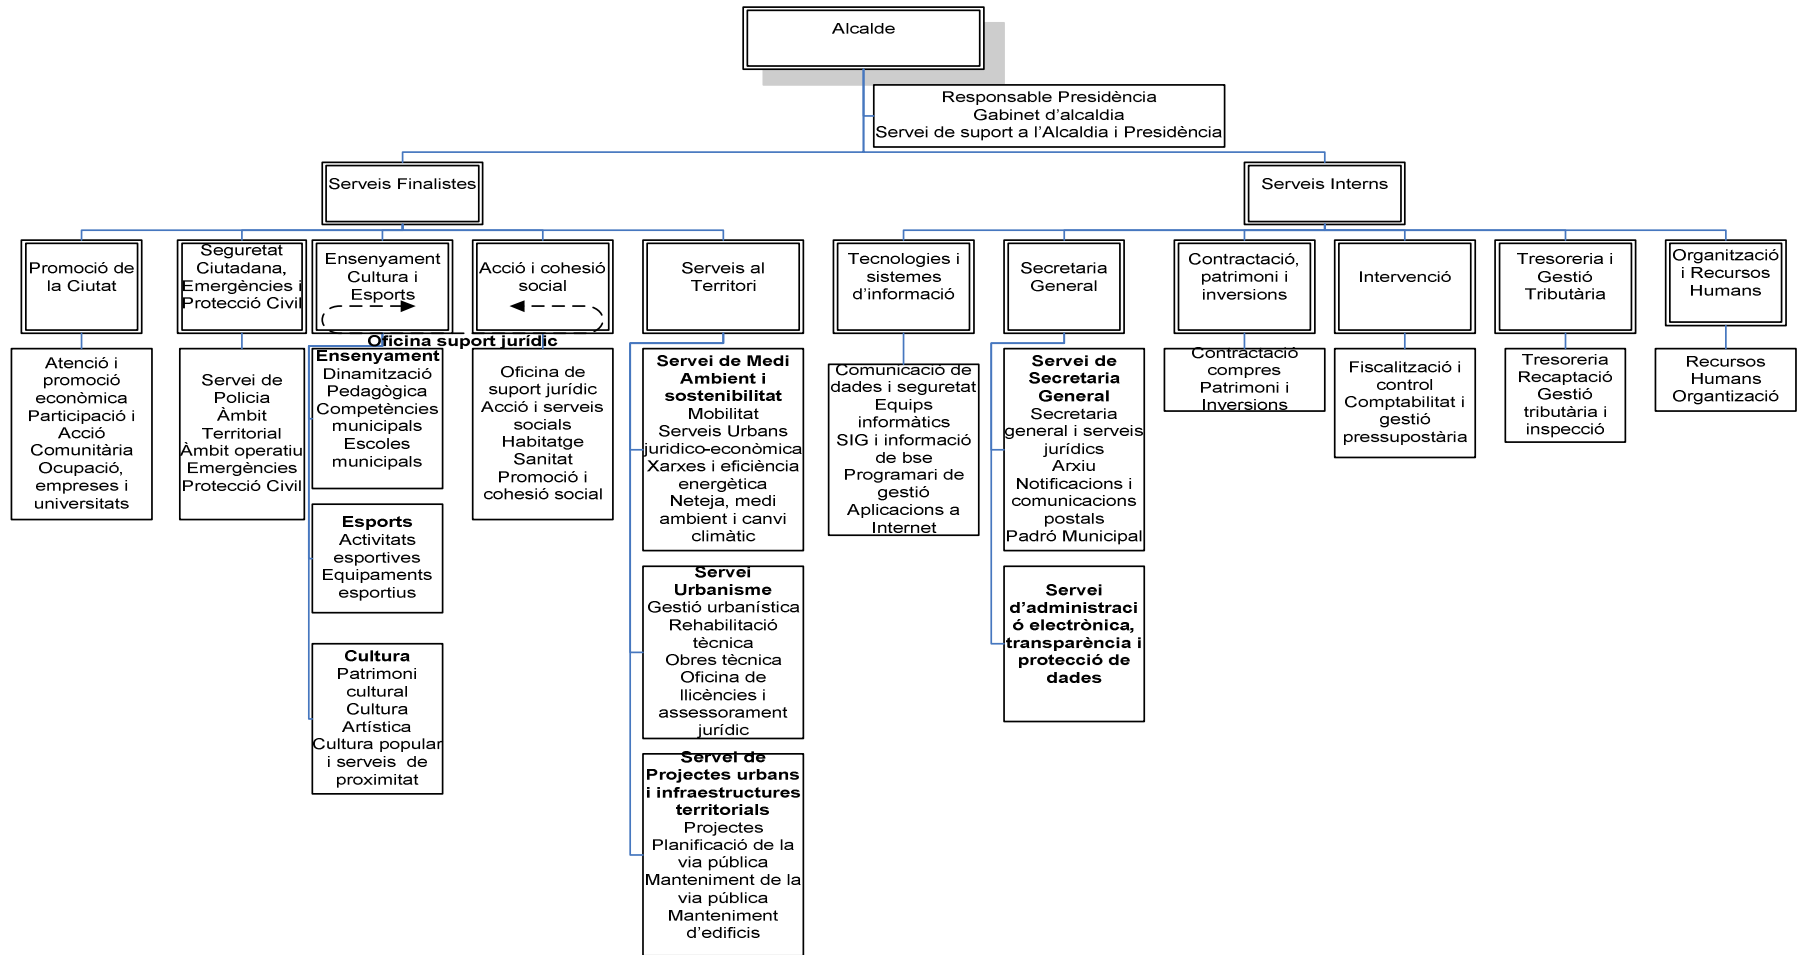 Alcalde
Responsable Presidència
Gabinet d’alcaldia
Servei de suport a l’Alcaldia i Presidència
Serveis Finalistes
Serveis Interns
Promoció de
la Ciutat
Seguretat
Ciutadana,
Emergències i
Protecció Civil
Ensenyament
Cultura i
Esports
Acció i cohesió
social
Serveis al
Territori
Tecnologies i
sistemes
d’informació
Secretaria
General
Contractació,
patrimoni i
inversions
Intervenció
Tresoreria i
Gestió
Tributària
Organització
i Recursos
Humans
Oficina suport jurídic
Atenció i
promoció
econòmica
Participació i
Acció
Comunitària
Ocupació,
empreses i
universitats
Servei de
Policia
Àmbit
Territorial
Àmbit operatiu
Emergències
Protecció Civil
Ensenyament
Dinamització
Pedagògica
Competències
municipals
Escoles
municipals
Esports
Activitats
esportives
Equipaments
esportius
Cultura
Patrimoni
cultural
Cultura
Artística
Cultura popular
i serveis de
proximitat
Oficina de
suport jurídic
Acció i serveis
socials
Habitatge
Sanitat
Promoció i
cohesió social
Servei de Medi
Ambient i
sostenibilitat
Mobilitat
Serveis Urbans
juridico-econòmica
Xarxes i eficiència
energètica
Neteja, medi
ambient i canvi
climàtic
Servei
Urbanisme
Gestió urbanística
Rehabilitació
tècnica
Obres tècnica
Oficina de
llicències i
assessorament
jurídic
Servei de
Projectes urbans
i infraestructures
territorials
Projectes
Planificació de la
via pública
Manteniment de la
via pública
Manteniment
d’edificis
Comunicació de
dades i seguretat
Equips
informàtics
SIG i informació
de bse
Programari de
gestió
Aplicacions a
Internet
Servei de
Secretaria
General
Secretaria
general i serveis
jurídics
Arxiu
Notificacions i
comunicacions
postals
Padró Municipal
Servei
d’administraci
ó electrònica,
transparència i
protecció de
dades
Contractació
compres
Patrimoni i
Inversions
Fiscalització i
control
Comptabilitat i
gestió
pressupostària
Tresoreria
Recaptació
Gestió
tributària i
inspecció
Recursos
Humans
Organtizació